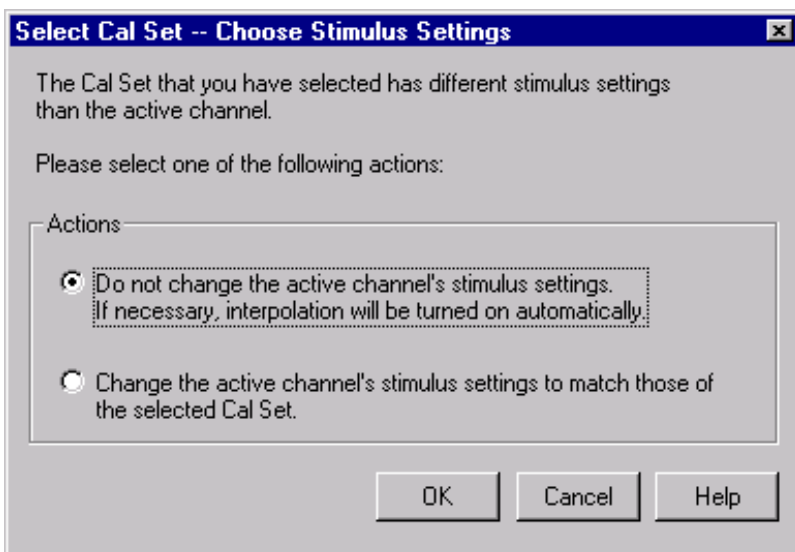 Select Cal Set -- Choose Stimulus Settings
The Cal Set that you have selected has different stimulus settings
than the active channel.
Please select one of the following actions:
Actions
Do not change the active channel's stimulus settings.
If necessary, interpolation will be turned on automatically.
Change the active channel's stimulus settings to match those of
the selected Cal Set.
OK Cancel Help